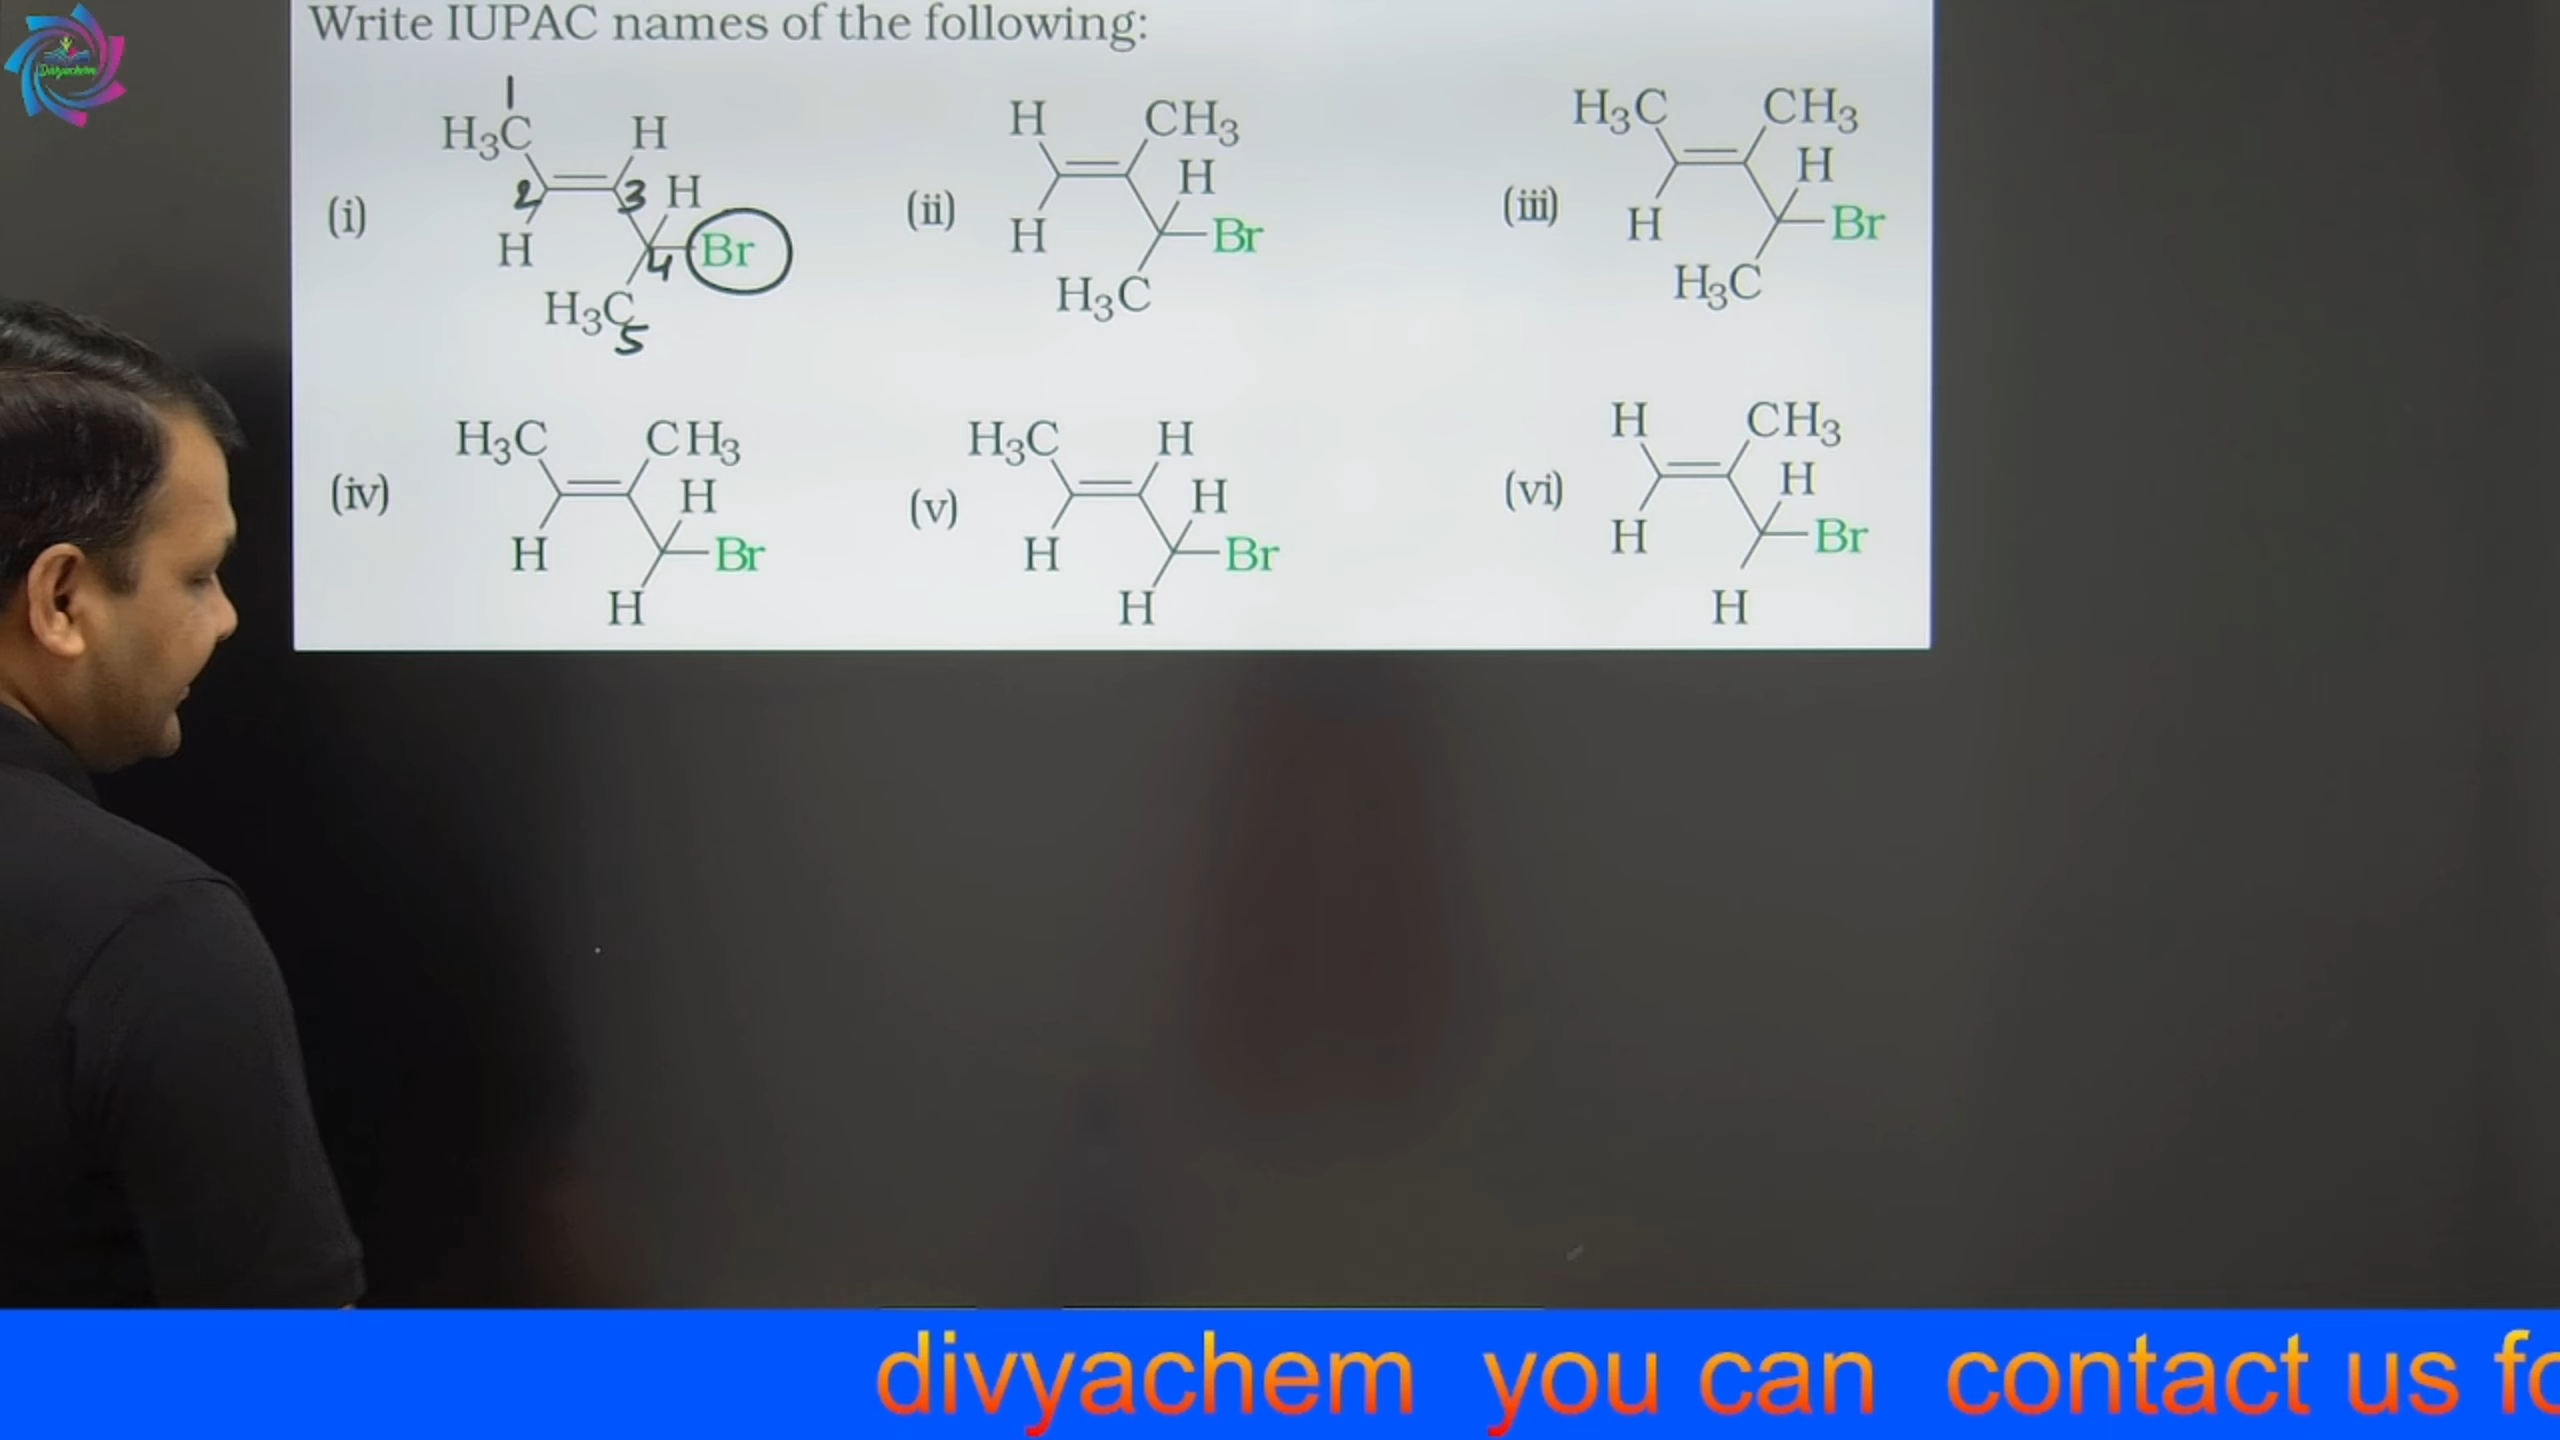 Divyachem
Write IUPAC names of the following:
(i)
1
H₃C H
2 3 H
H 4 Br
H₃C
5
(ii)
H CH₃
H
H Br
H₃C
(iii)
H₃C CH₃
H
H Br
H₃C
(iv)
H₃C CH₃
H
H Br
H
(v)
H₃C H
H
H Br
H
(vi)
H CH₃
H
H Br
H
divyachem you can contact us fo